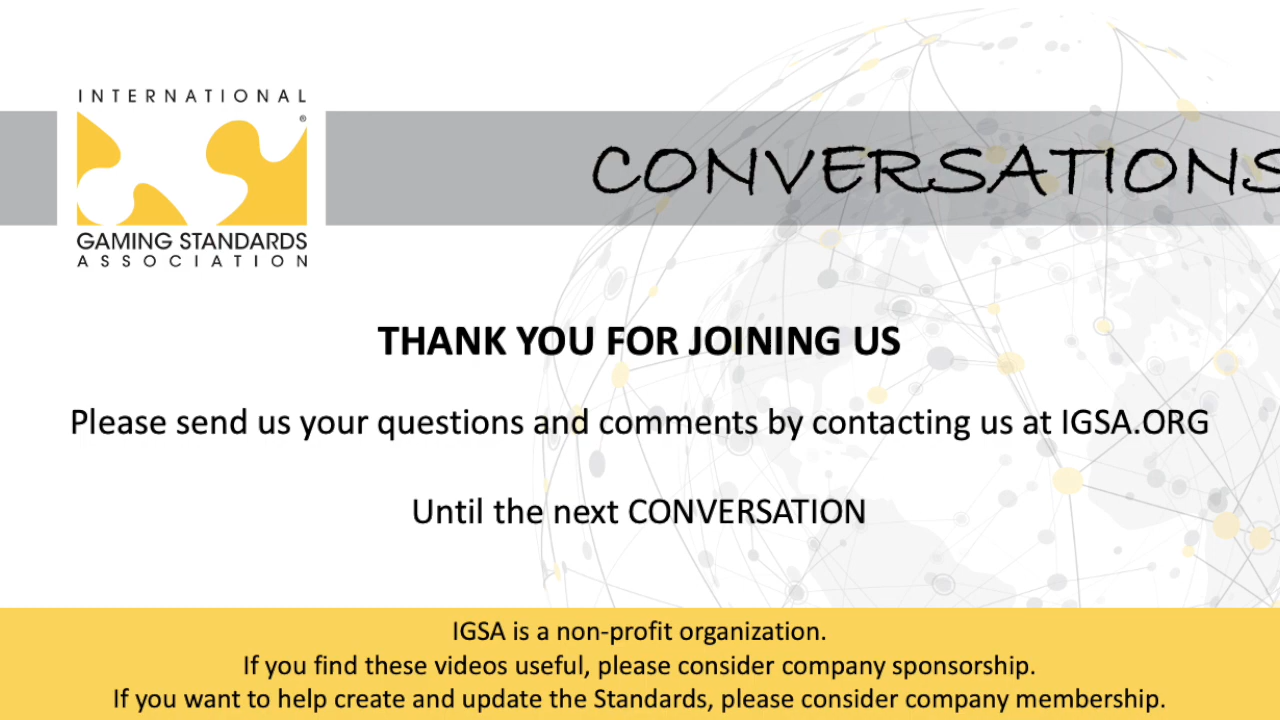 INTERNATIONAL
®
GAMING STANDARDS
ASSOCIATION
CONVERSATIONS
THANK YOU FOR JOINING US
Please send us your questions and comments by contacting us at IGSA.ORG
Until the next CONVERSATION
IGSA is a non-profit organization.
If you find these videos useful, please consider company sponsorship.
If you want to help create and update the Standards, please consider company membership.